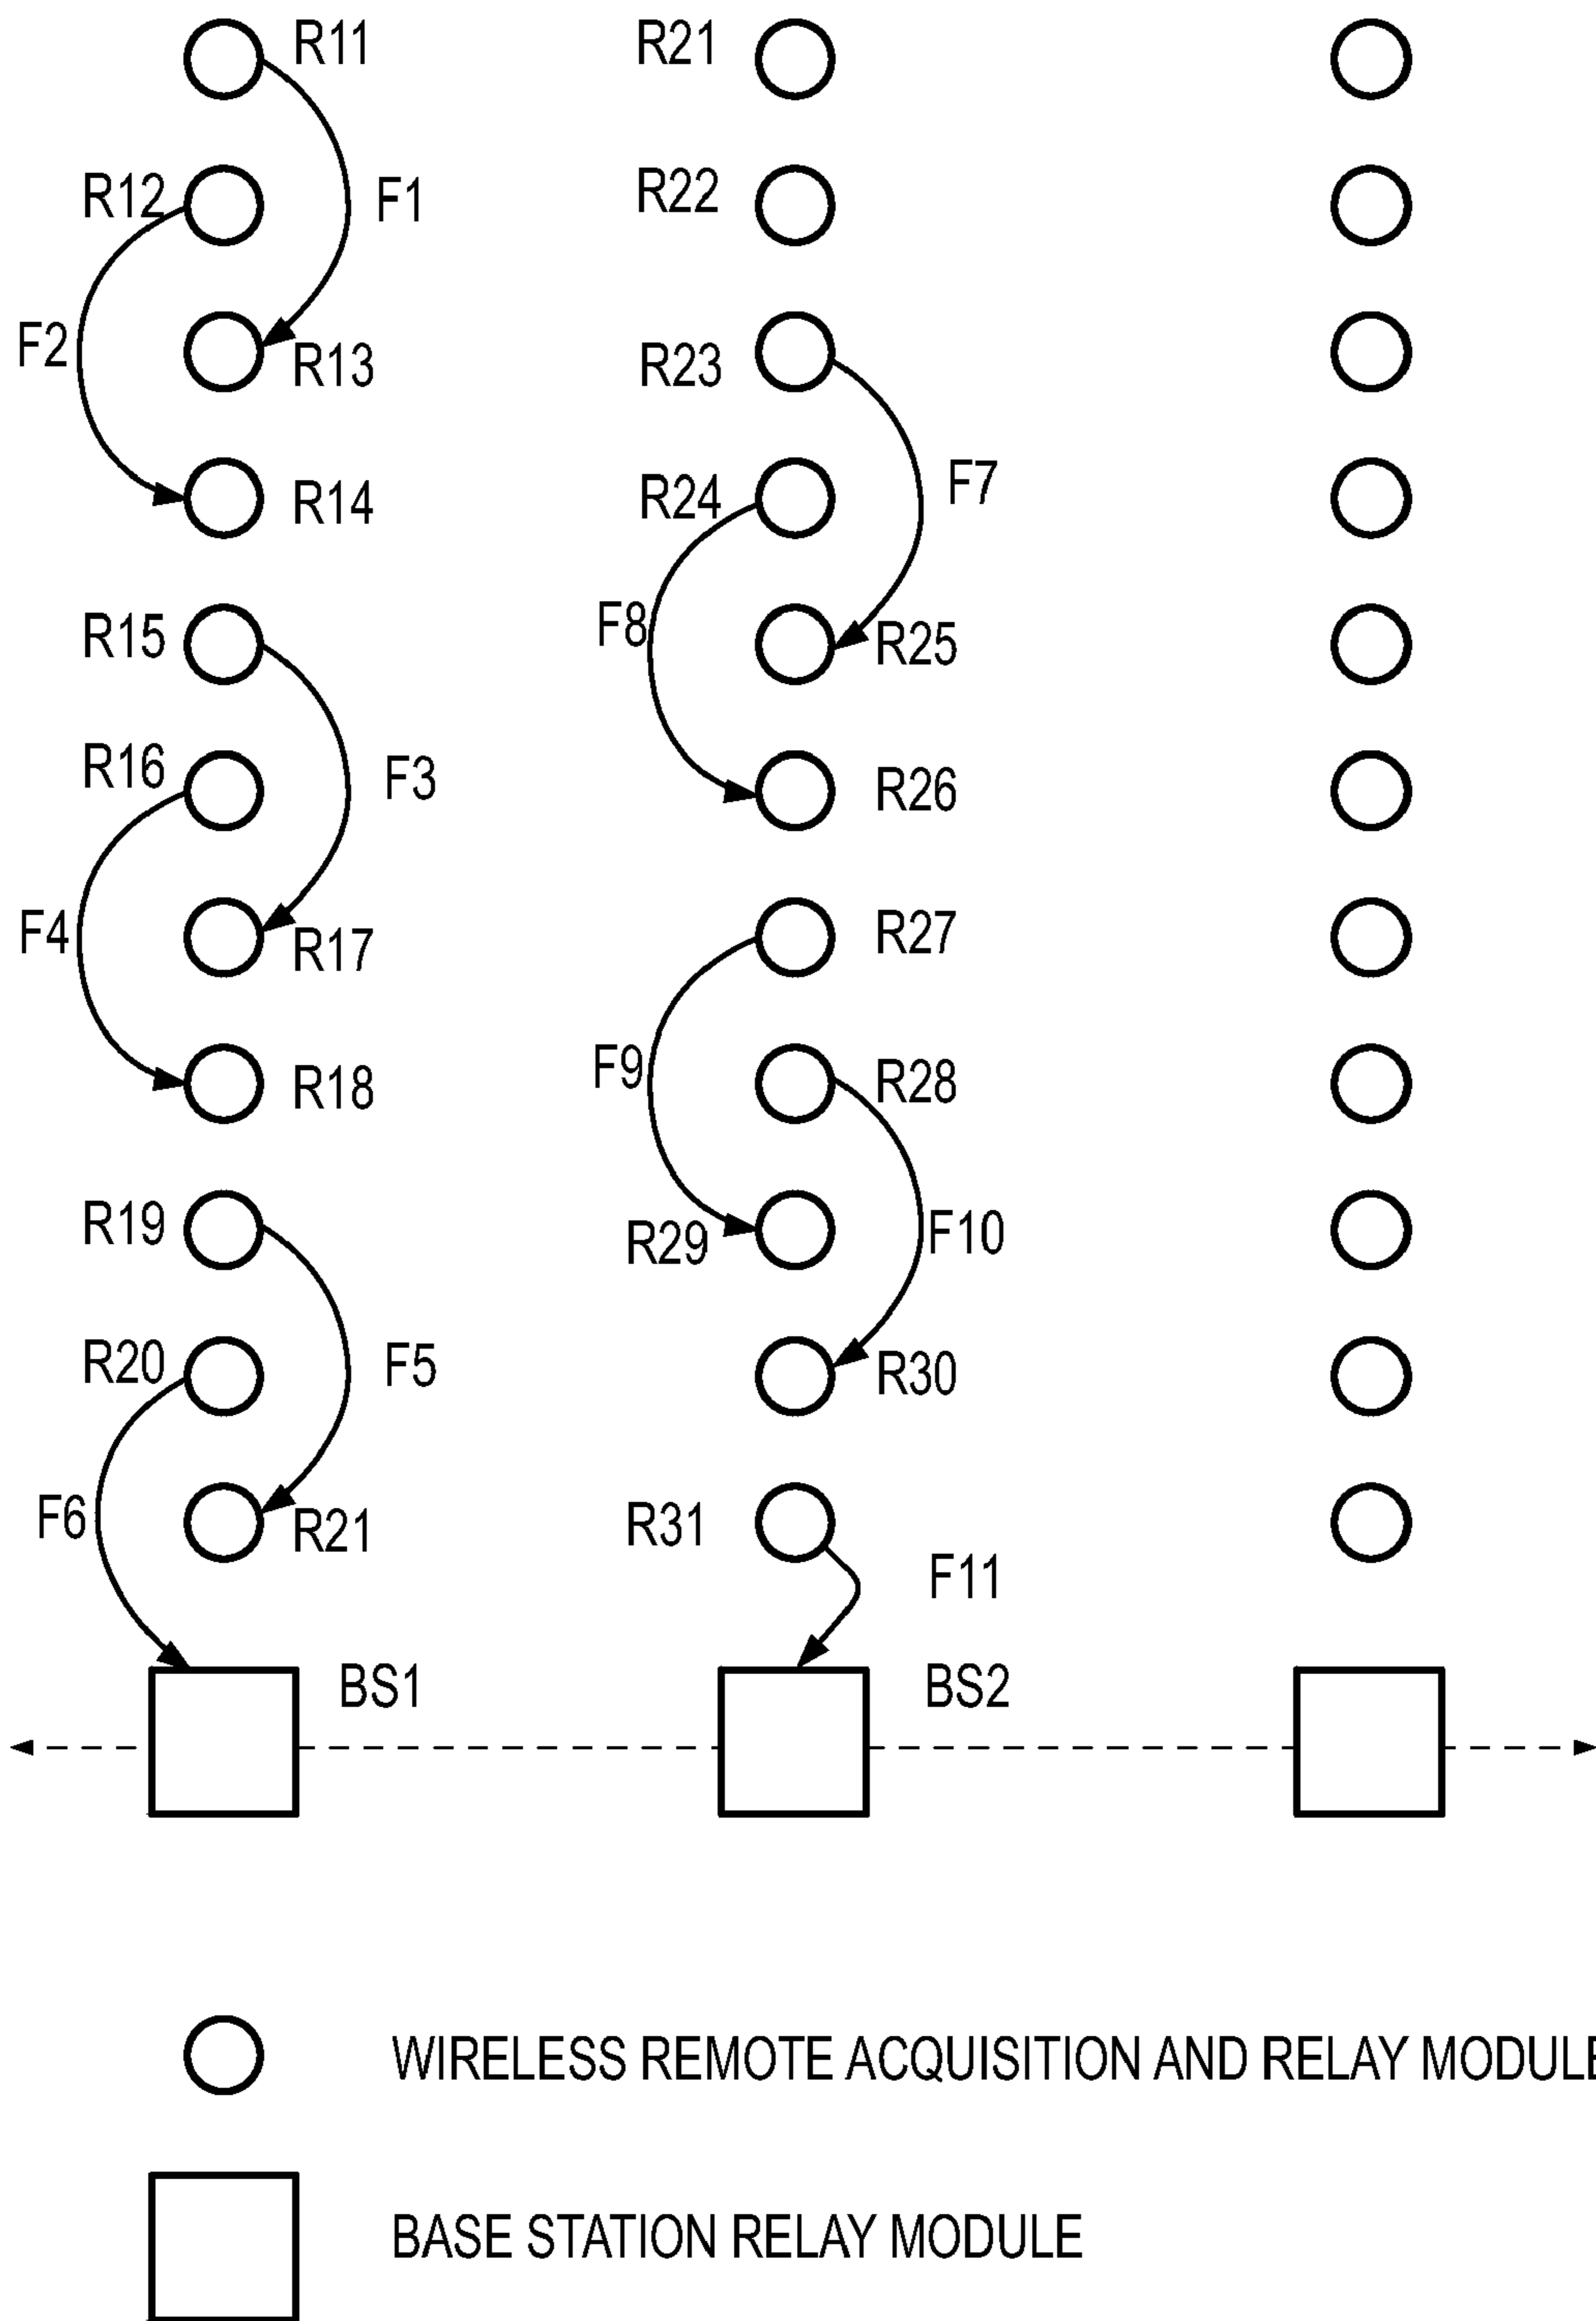 R11
R21
R12
F1
R22
F2
R13
R23
R14
R24
F7
R15
F8
R25
R16
F3
R26
F4
R17
R27
R18
F9
R28
R19
R29
F10
R20
F5
R30
F6
R21
R31
F11
BS1
BS2
WIRELESS REMOTE ACQUISITION AND RELAY MODULE
BASE STATION RELAY MODULE